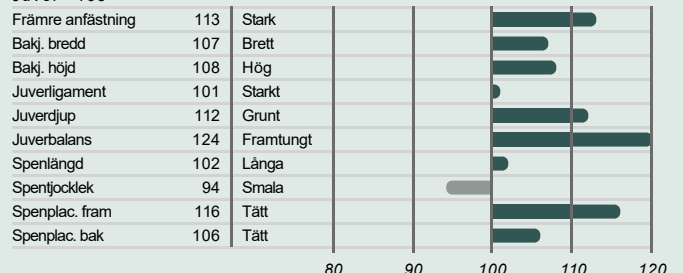 Främre anfästning 113 Stark
Bakj. bredd 107 Brett
Bakj. höjd 108 Hög
Juverligament 101 Starkt
Juverdjup 112 Grunt
Juverbalans 124 Framtungt
Spenlängd 102 Långa
Spentjocklek 94 Smala
Spenplac. fram 116 Tätt
Spenplac. bak 106 Tätt
80 90 100 110 120